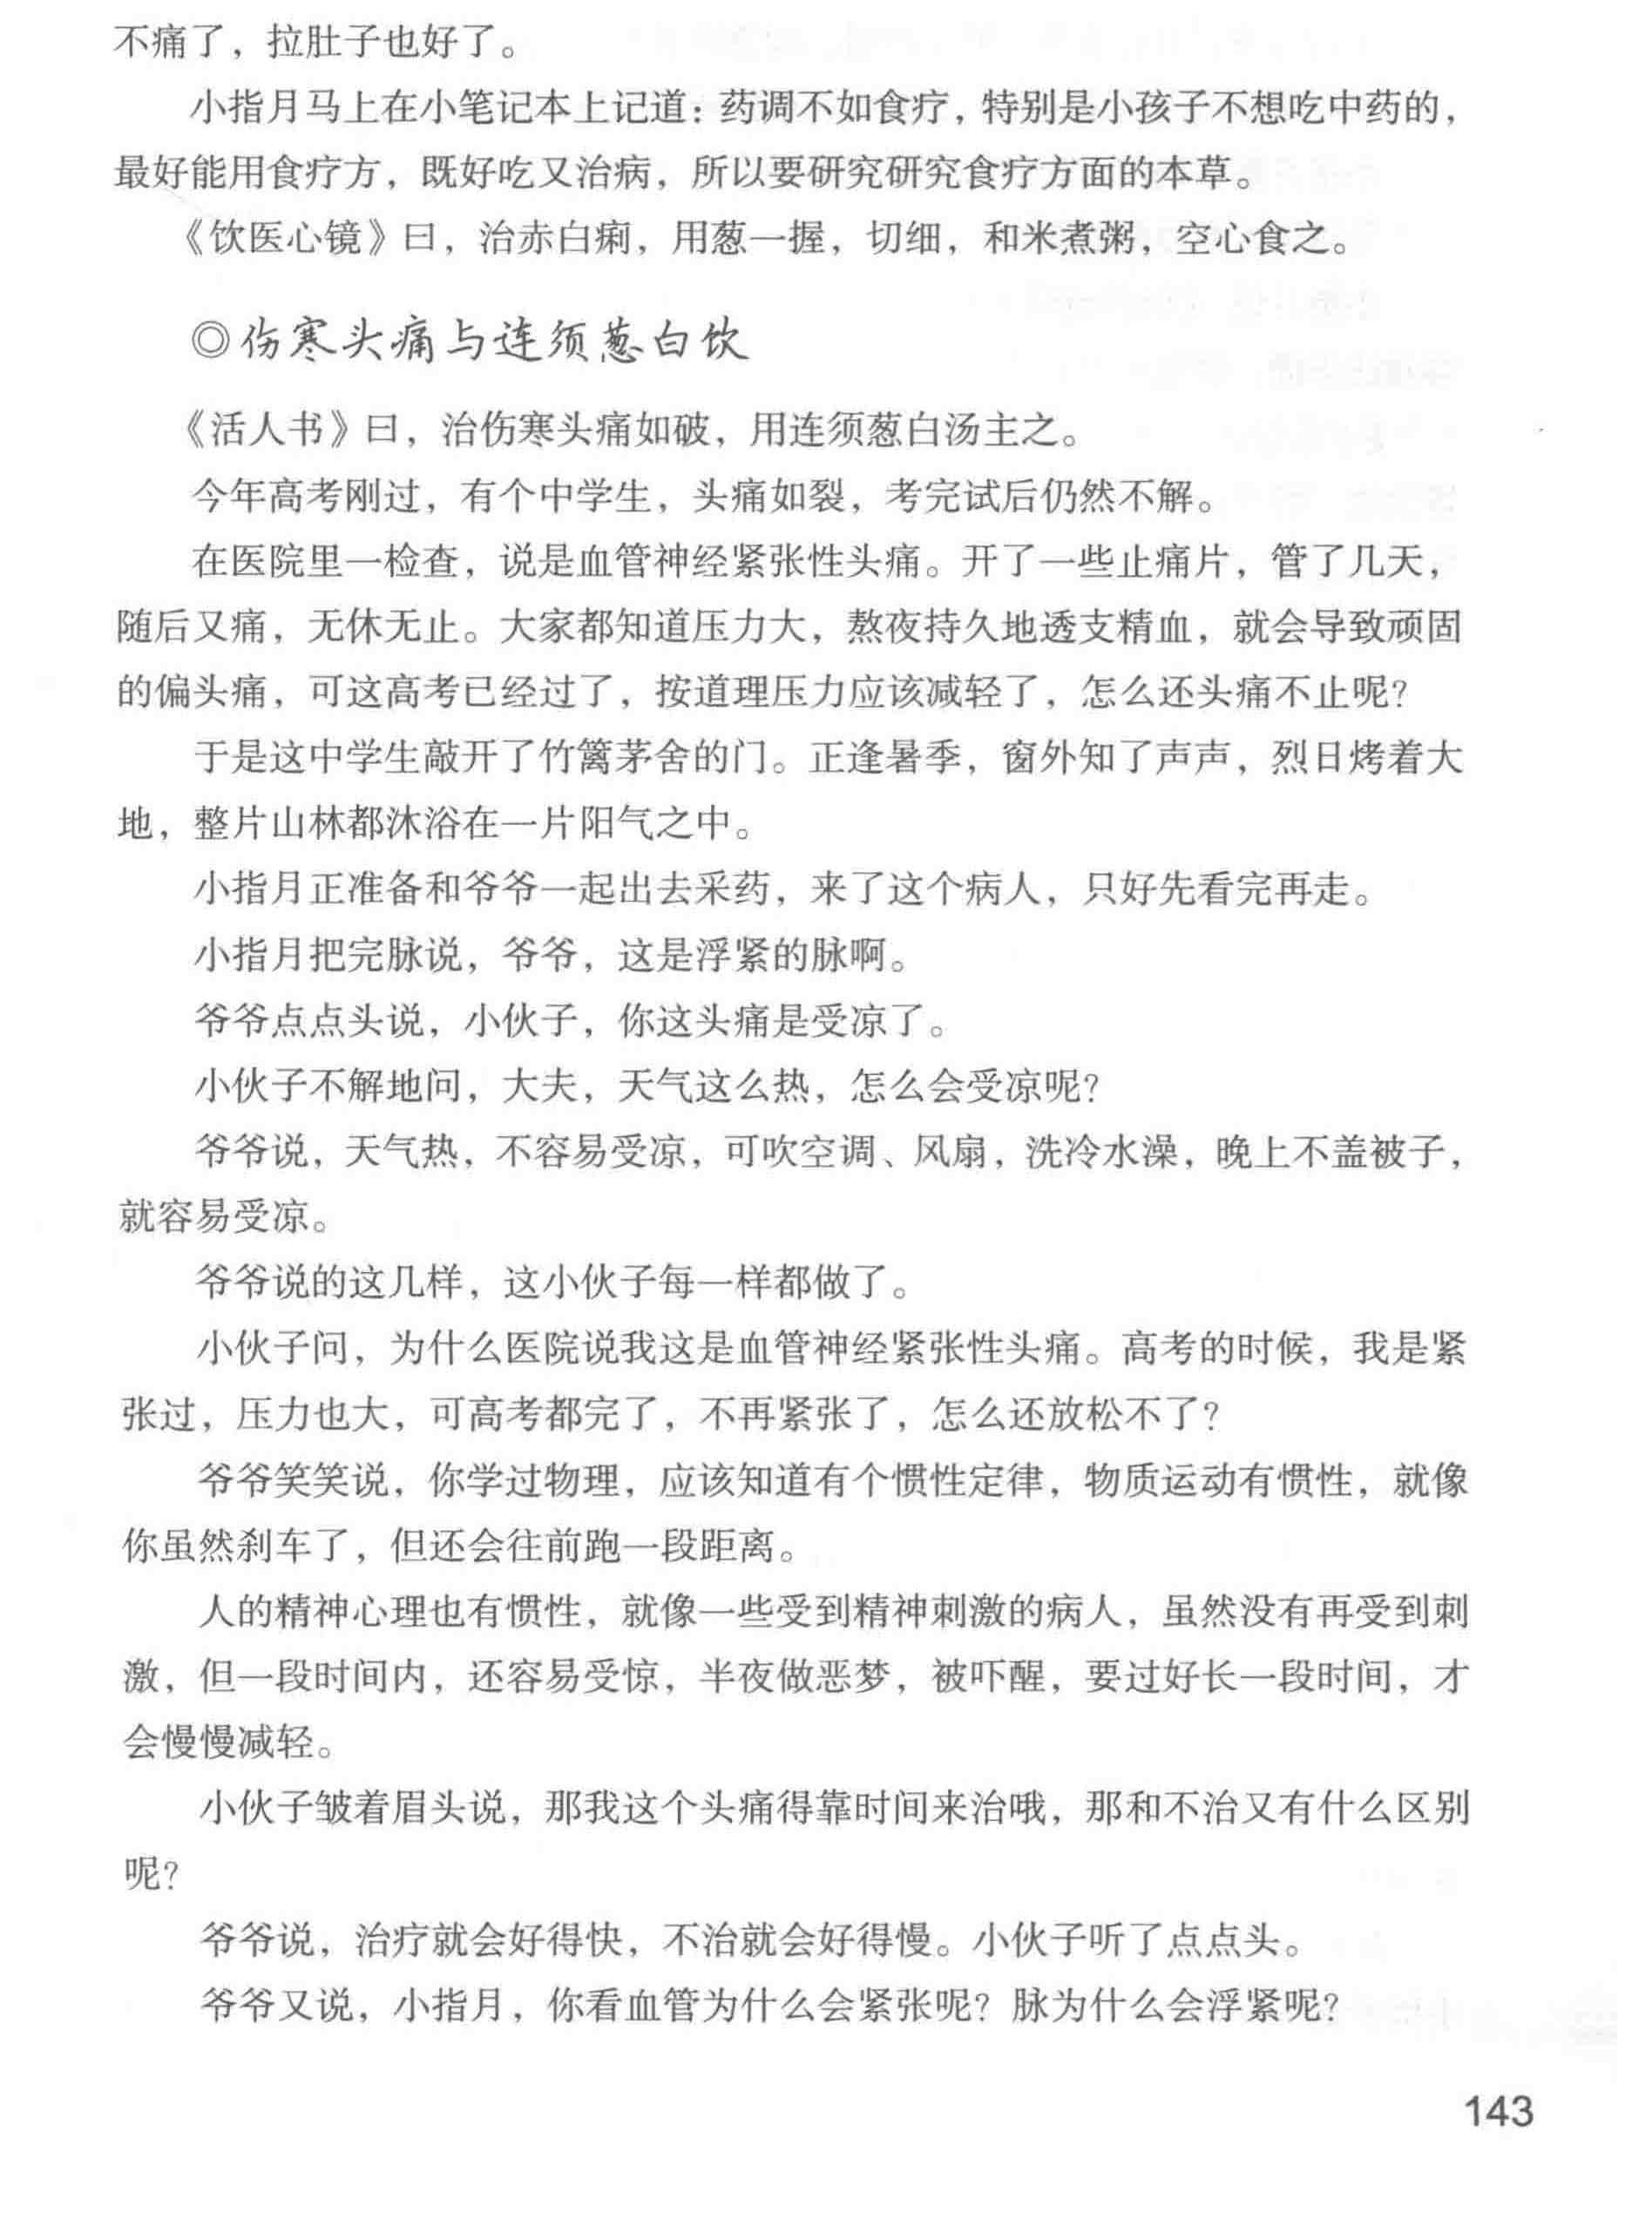 不痛了，拉肚子也好了。
小指月马上在小笔记本上记道：药调不如食疗，特别是小孩子不想吃中药的，
最好能用食疗方，既好吃又治病，所以要研究研究食疗方面的本草。
《饮医心镜》曰，治赤白痢，用葱一握，切细，和米煮粥，空心食之。
◎伤寒头痛与连须葱白饮
《活人书》曰，治伤寒头痛如破，用连须葱白汤主之。
今年高考刚过，有个中学生，头痛如裂，考完试后仍然不解。
在医院里一检查，说是血管神经紧张性头痛。开了一些止痛片，管了几天，
随后又痛，无休无止。大家都知道压力大，熬夜持久地透支精血，就会导致顽固
的偏头痛，可这高考已经过了，按道理压力应该减轻了，怎么还头痛不止呢？
于是这中学生敲开了竹篱茅舍的门。正逢暑季，窗外知了声声，烈日烤着大
地，整片山林都沐浴在一片阳气之中。
小指月正准备和爷爷一起出去采药，来了这个病人，只好先看完再走。
小指月把完脉说，爷爷，这是浮紧的脉啊。
爷爷点点头说，小伙子，你这头痛是受凉了。
小伙子不解地问，大夫，天气这么热，怎么会受凉呢？
爷爷说，天气热，不容易受凉，可吹空调、风扇，洗冷水澡，晚上不盖被子，
就容易受凉。
爷爷说的这几样，这小伙子每一样都做了。
小伙子问，为什么医院说我这是血管神经紧张性头痛。高考的时候，我是紧
张过，压力也大，可高考都完了，不再紧张了，怎么还放松不了？
爷爷笑笑说，你学过物理，应该知道有个惯性定律，物质运动有惯性，就像
你虽然刹车了，但还会往前跑一段距离。
人的精神心理也有惯性，就像一些受到精神刺激的病人，虽然没有再受到刺
激，但一段时间内，还容易受惊，半夜做恶梦，被吓醒，要过好长一段时间，才
会慢慢减轻。
小伙子皱着眉头说，那我这个头痛得靠时间来治哦，那和不治又有什么区别
呢？
爷爷说，治疗就会好得快，不治就会好得慢。小伙子听了点点头。
爷爷又说，小指月，你看血管为什么会紧张呢？脉为什么会浮紧呢？
143